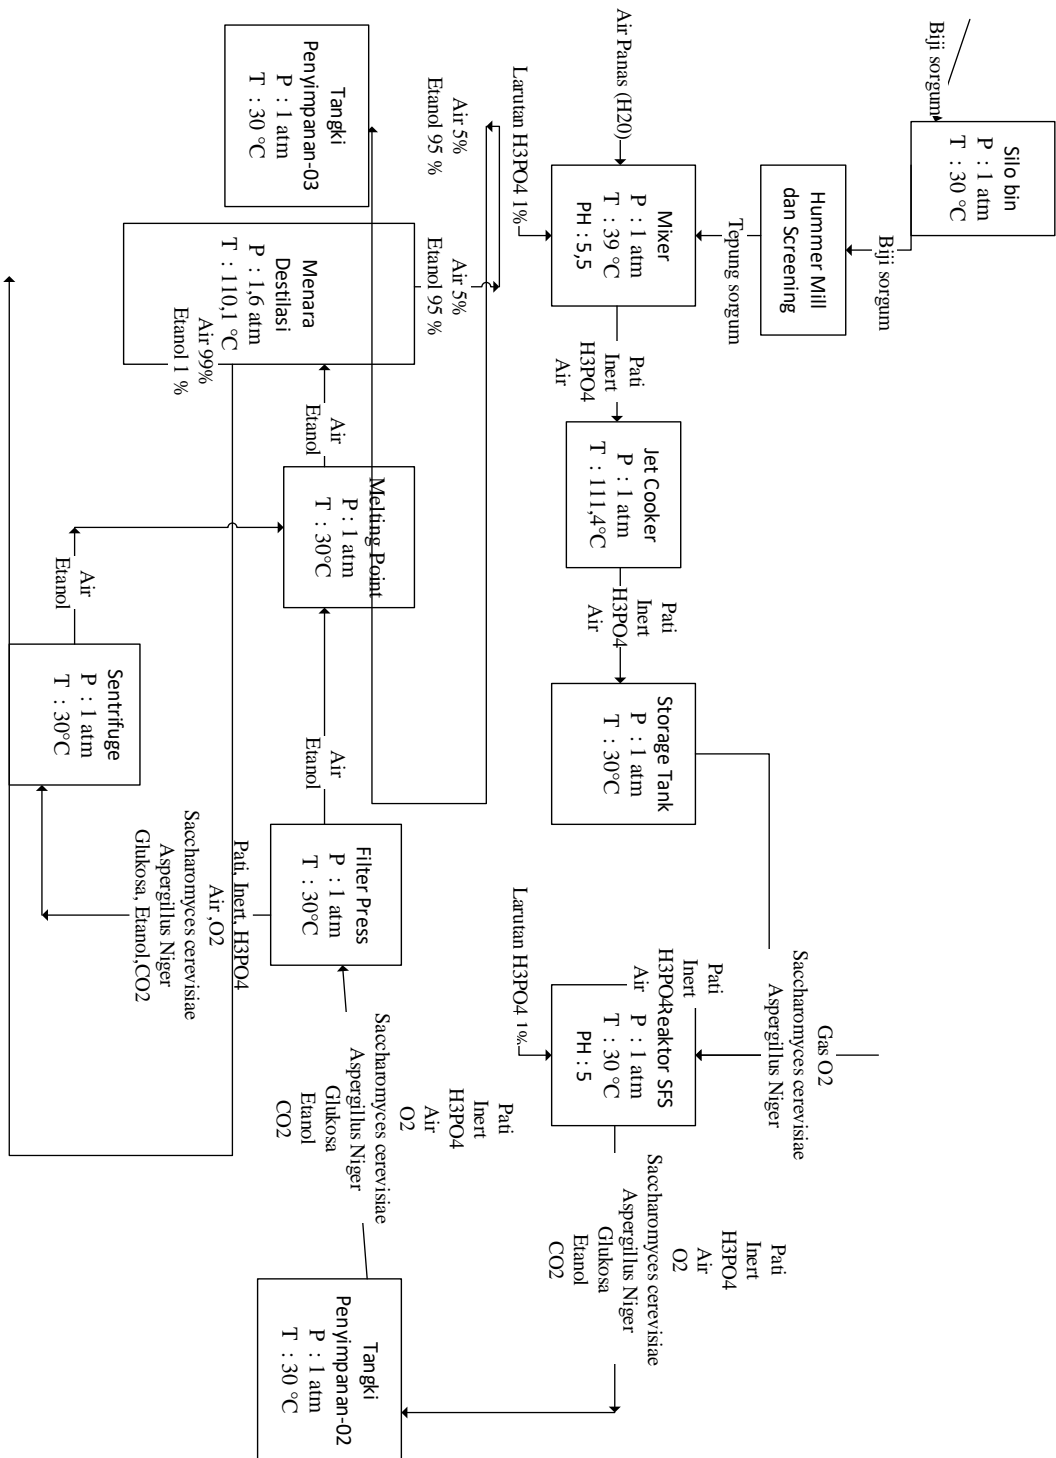 Biji sorgum
Silo bin
P : 1 atm
T : 30 °C
Biji sorgum
Hummer Mill
dan Screening
Tepung sorgum
Air Panas (H20)
Larutan H3PO4 1%
Mixer
P : 1 atm
T : 39 °C
PH : 5,5
Pati
Inert
H3PO4
Air
Jet Cooker
P : 1 atm
T : 111,4°C
Pati
Inert
H3PO4
Air
Storage Tank
P : 1 atm
T : 30°C
Gas O2
Saccharomyces cerevisiae
Aspergillus Niger
Pati
Inert
H3PO4
Air
Larutan H3PO4 1%
Reaktor SFS
P : 1 atm
T : 30 °C
PH : 5
Pati
Inert
H3PO4
Air
O2
Saccharomyces cerevisiae
Aspergillus Niger
Glukosa
Etanol
CO2
Tangki
Penyimpanan-02
P : 1 atm
T : 30 °C
Pati
Inert
H3PO4
Air
O2
Saccharomyces cerevisiae
Aspergillus Niger
Glukosa
Etanol
CO2
Filter Press
P : 1 atm
T : 30°C
Air
Etanol
Pati, Inert, H3PO4
Air ,O2
Saccharomyces cerevisiae
Aspergillus Niger
Glukosa, Etanol,CO2
Sentrifuge
P : 1 atm
T : 30°C
Air
Etanol
Melting Point
P : 1 atm
T : 30°C
Air
Etanol
Menara
Destilasi
P : 1,6 atm
T : 110,1 °C
Air 99%
Etanol 1 %
Air 5%
Etanol 95 %
Air 5%
Etanol 95 %
Tangki
Penyimpanan-03
P : 1 atm
T : 30 °C